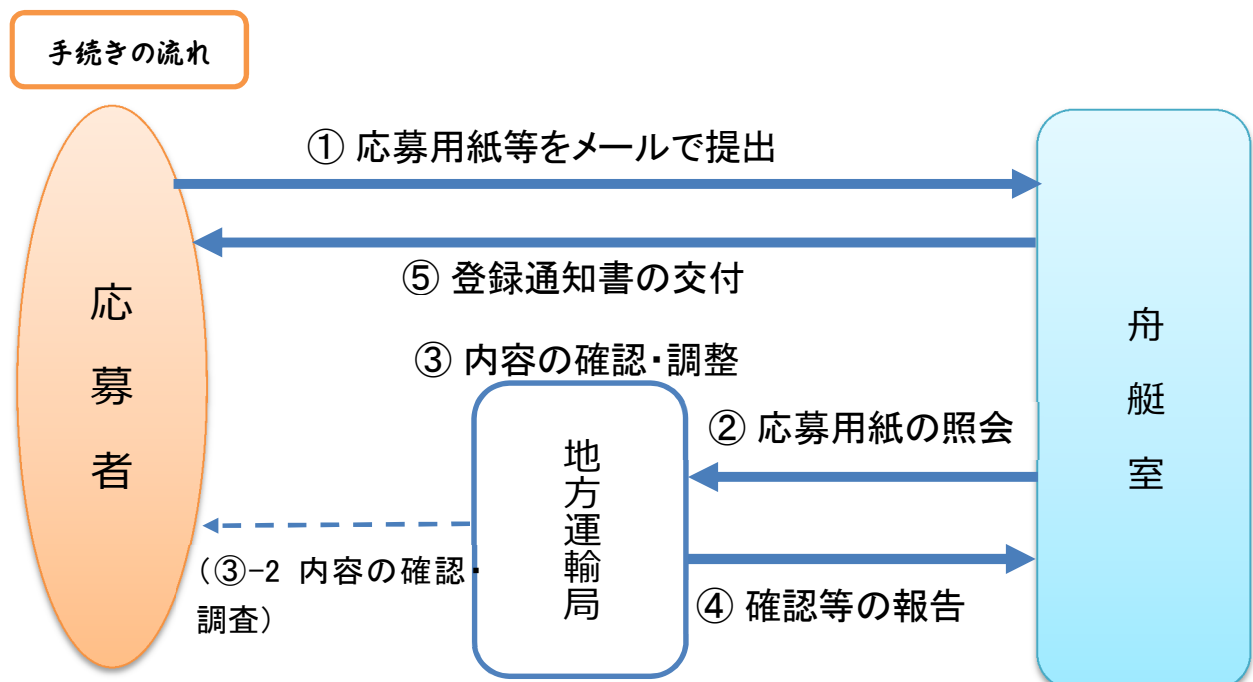 手続きの流れ
① 応募用紙等をメールで提出
⑤ 登録通知書の交付
応募者
③ 内容の確認・調整
② 応募用紙の照会
地方運輸局
舟艇室
(③-2 内容の確認・
調査)
④ 確認等の報告